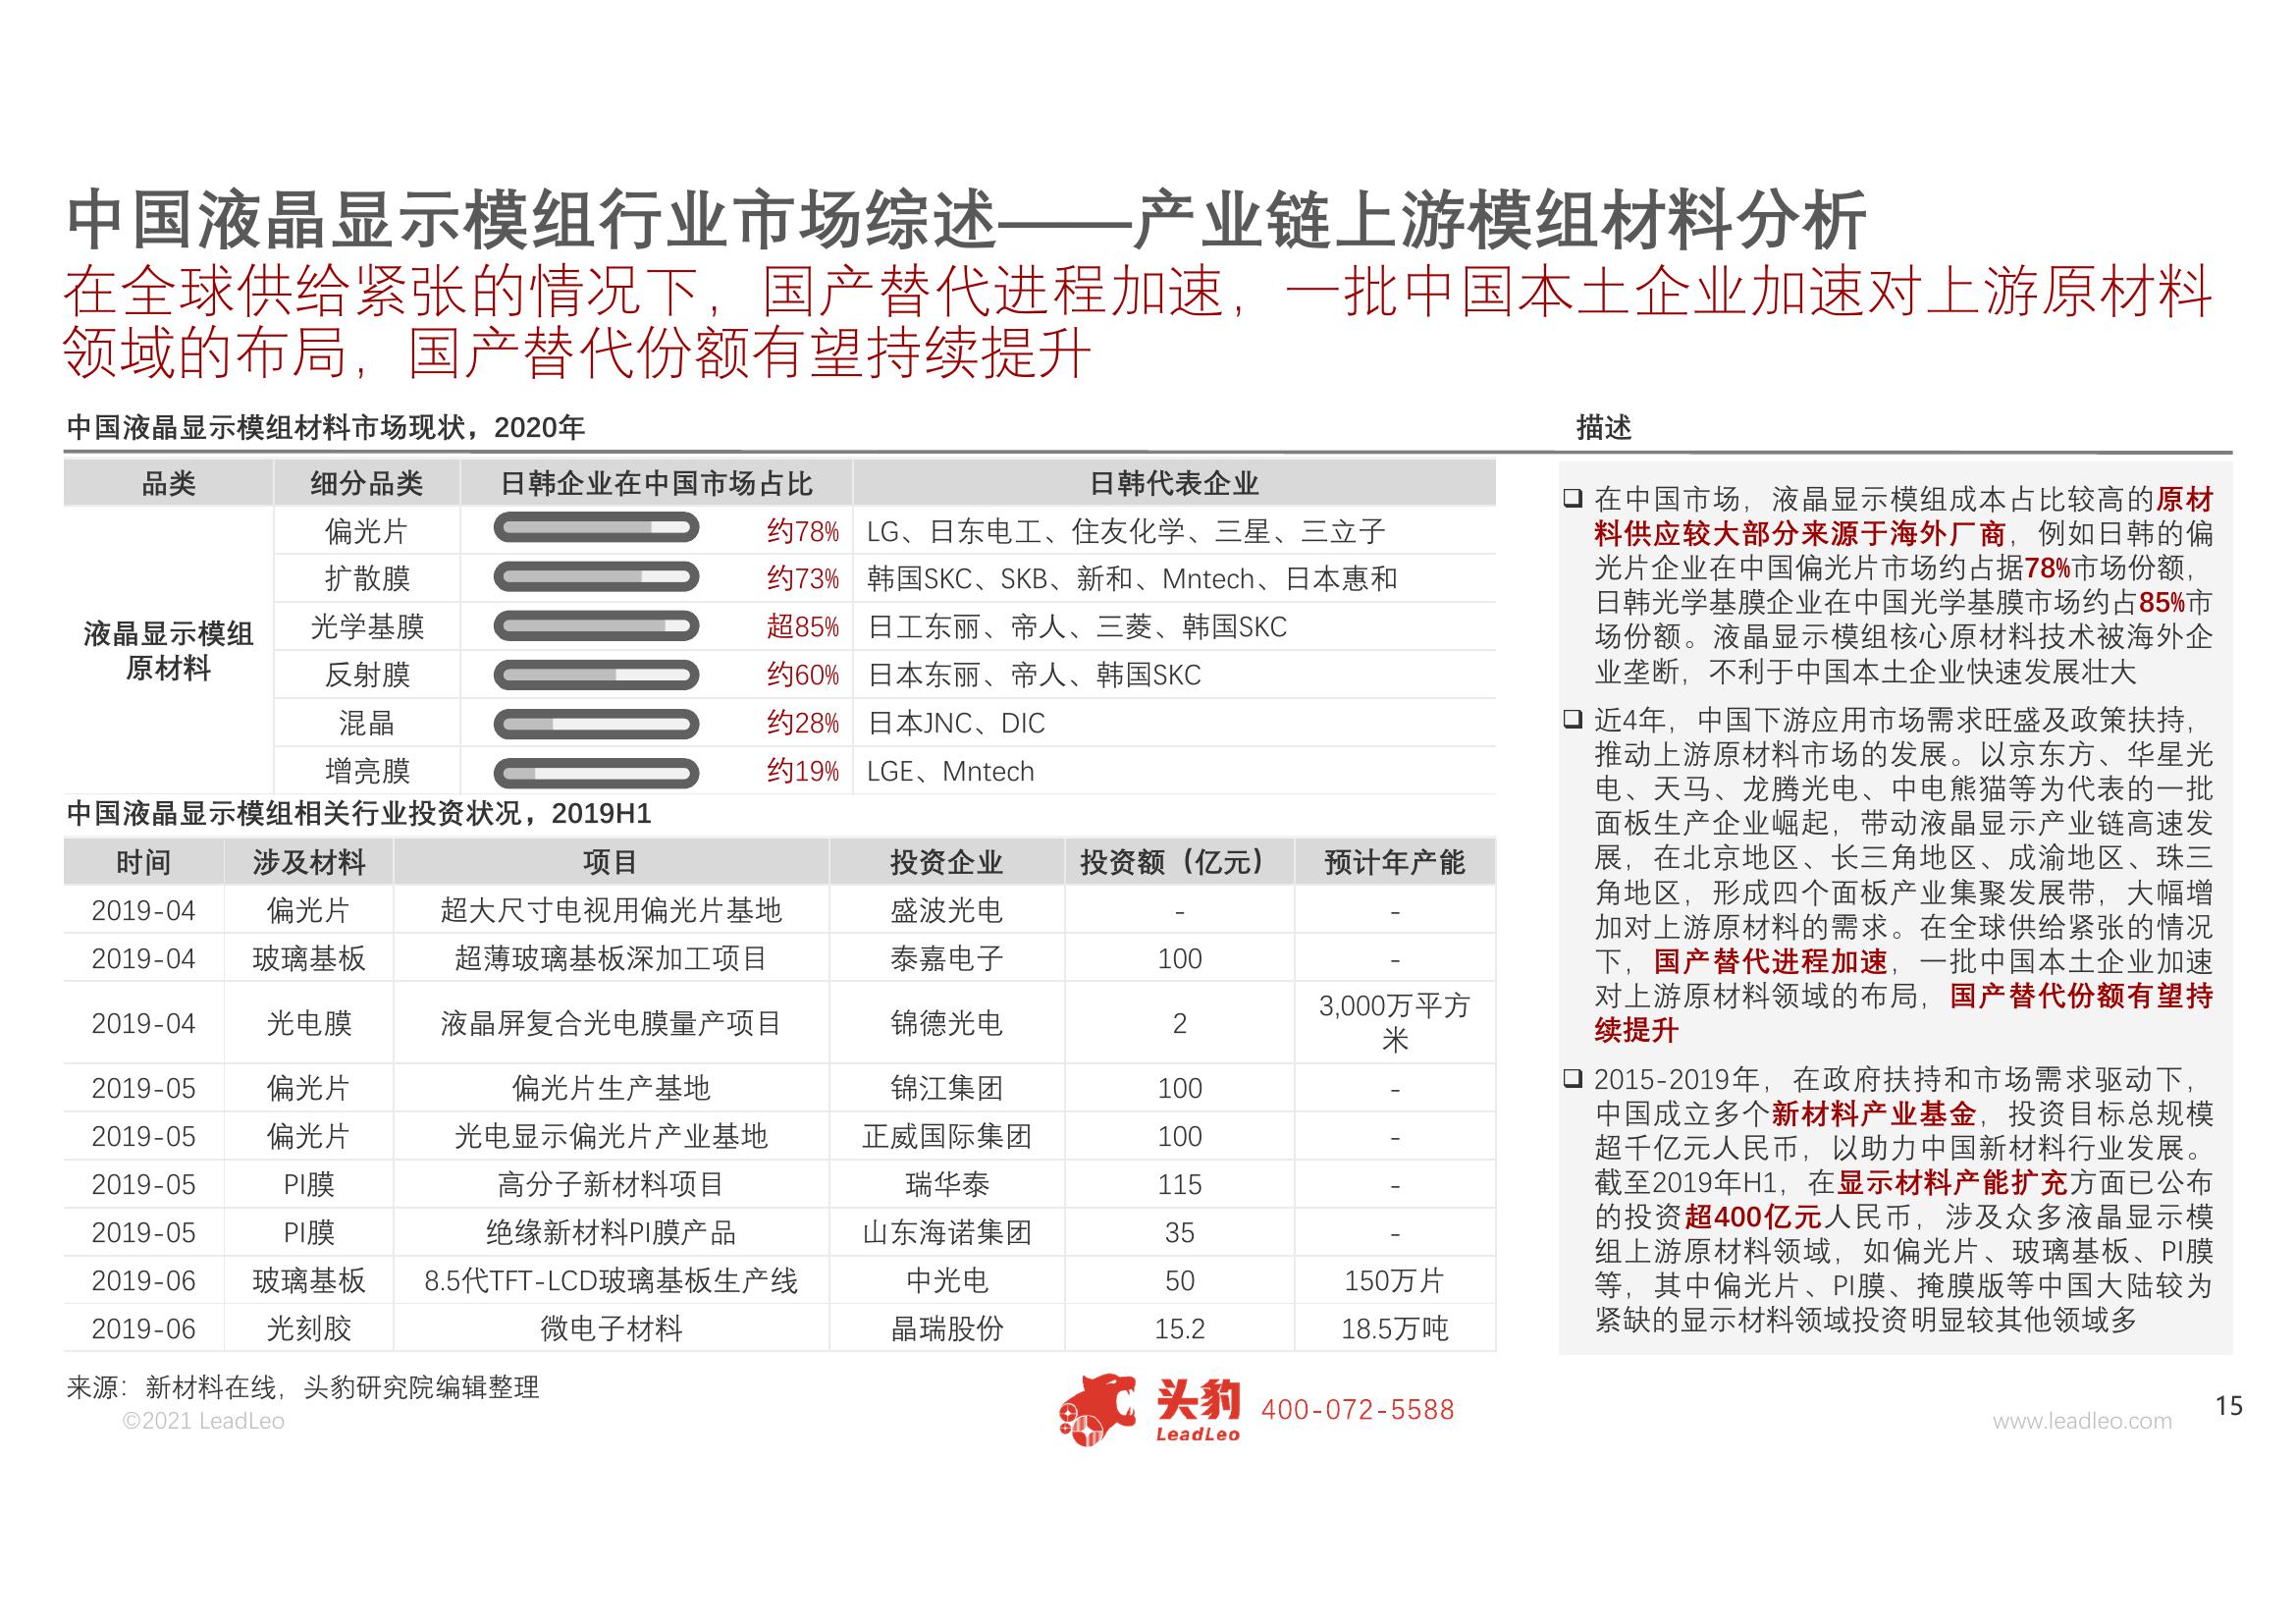 中国液晶显示模组行业市场综述——产业链上游模组材料分析
在全球供给紧张的情况下，国产替代进程加速，一批中国本土企业加速对上游原材料
领域的布局，国产替代份额有望持续提升
中国液晶显示模组材料市场现状，2020年
品类 细分品类 日韩企业在中国市场占比 日韩代表企业
液晶显示模组
原材料
偏光片 约78% LG、日东电工、住友化学、三星、三立子
扩散膜 约73% 韩国SKC、SKB、新和、Mntech、日本惠和
光学基膜 超85% 日工东丽、帝人、三菱、韩国SKC
反射膜 约60% 日本东丽、帝人、韩国SKC
混晶 约28% 日本JNC、DIC
增亮膜 约19% LGE、Mntech
中国液晶显示模组相关行业投资状况，2019H1
时间 涉及材料 项目 投资企业 投资额（亿元） 预计年产能
2019-04 偏光片 超大尺寸电视用偏光片基地 盛波光电 - -
2019-04 玻璃基板 超薄玻璃基板深加工项目 泰嘉电子 100 -
2019-04 光电膜 液晶屏复合光电膜量产项目 锦德光电 2 3,000万平方
米
2019-05 偏光片 偏光片生产基地 锦江集团 100 -
2019-05 偏光片 光电显示偏光片产业基地 正威国际集团 100 -
2019-05 PI膜 高分子新材料项目 瑞华泰 115 -
2019-05 PI膜 绝缘新材料PI膜产品 山东海诺集团 35 -
2019-06 玻璃基板 8.5代TFT-LCD玻璃基板生产线 中光电 50 150万片
2019-06 光刻胶 微电子材料 晶瑞股份 15.2 18.5万吨
来源：新材料在线，头豹研究院编辑整理
描述
❑ 在中国市场，液晶显示模组成本占比较高的原材
料供应较大部分来源于海外厂商，例如日韩的偏
光片企业在中国偏光片市场约占据78%市场份额，
日韩光学基膜企业在中国光学基膜市场约占85%市
场份额。液晶显示模组核心原材料技术被海外企
业垄断，不利于中国本土企业快速发展壮大
❑ 近4年，中国下游应用市场需求旺盛及政策扶持，
推动上游原材料市场的发展。以京东方、华星光
电、天马、龙腾光电、中电熊猫等为代表的一批
面板生产企业崛起，带动液晶显示产业链高速发
展，在北京地区、长三角地区、成渝地区、珠三
角地区，形成四个面板产业集聚发展带，大幅增
加对上游原材料的需求。在全球供给紧张的情况
下，国产替代进程加速，一批中国本土企业加速
对上游原材料领域的布局，国产替代份额有望持
续提升
❑ 2015-2019年，在政府扶持和市场需求驱动下，
中国成立多个新材料产业基金，投资目标总规模
超千亿元人民币，以助力中国新材料行业发展。
截至2019年H1，在显示材料产能扩充方面已公布
的投资超400亿元人民币，涉及众多液晶显示模
组上游原材料领域，如偏光片、玻璃基板、PI膜
等，其中偏光片、PI膜、掩膜版等中国大陆较为
紧缺的显示材料领域投资明显较其他领域多
©2021 LeadLeo
头豹
LeadLeo
400-072-5588
www.leadleo.com
15